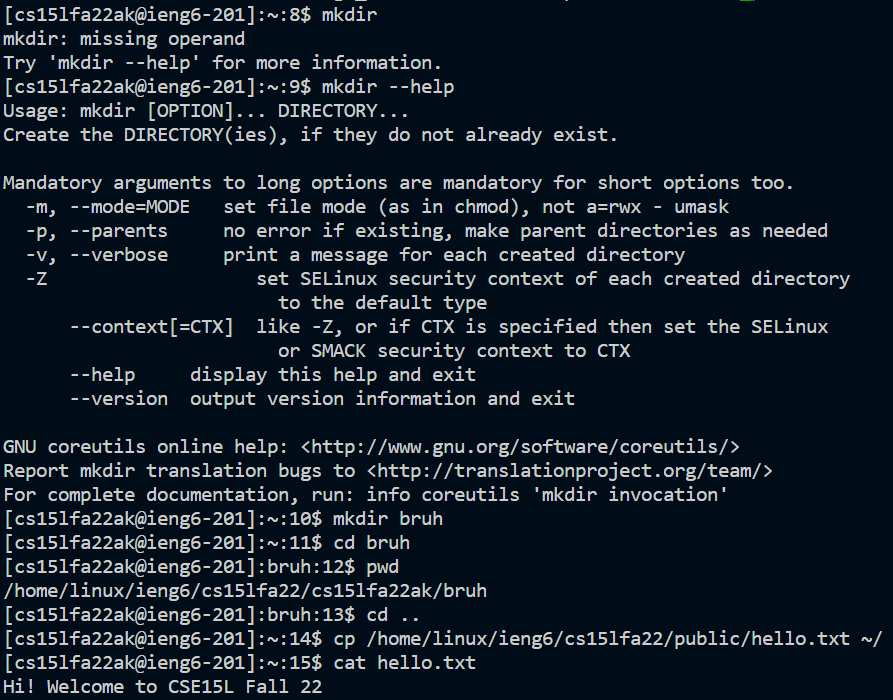 [cs15lfa22ak@ieng6-201]:~:8$ mkdir
mkdir: missing operand
Try 'mkdir --help' for more information.
[cs15lfa22ak@ieng6-201]:~:9$ mkdir --help
Usage: mkdir [OPTION]... DIRECTORY...
Create the DIRECTORY(ies), if they do not already exist.

Mandatory arguments to long options are mandatory for short options too.
  -m, --mode=MODE   set file mode (as in chmod), not a=rwx - umask
  -p, --parents     no error if existing, make parent directories as needed
  -v, --verbose     print a message for each created directory
  -Z                   set SELinux security context of each created directory
                         to the default type
      --context[=CTX]  like -Z, or if CTX is specified then set the SELinux
                         or SMACK security context to CTX
      --help     display this help and exit
      --version  output version information and exit

GNU coreutils online help: <http://www.gnu.org/software/coreutils/>
Report mkdir translation bugs to <http://translationproject.org/team/>
For complete documentation, run: info coreutils 'mkdir invocation'
[cs15lfa22ak@ieng6-201]:~:10$ mkdir bruh
[cs15lfa22ak@ieng6-201]:~:11$ cd bruh
[cs15lfa22ak@ieng6-201]:bruh:12$ pwd
/home/linux/ieng6/cs15lfa22/cs15lfa22ak/bruh
[cs15lfa22ak@ieng6-201]:bruh:13$ cd ..
[cs15lfa22ak@ieng6-201]:~:14$ cp /home/linux/ieng6/cs15lfa22/public/hello.txt ~/
[cs15lfa22ak@ieng6-201]:~:15$ cat hello.txt
Hi! Welcome to CSE15L Fall 22